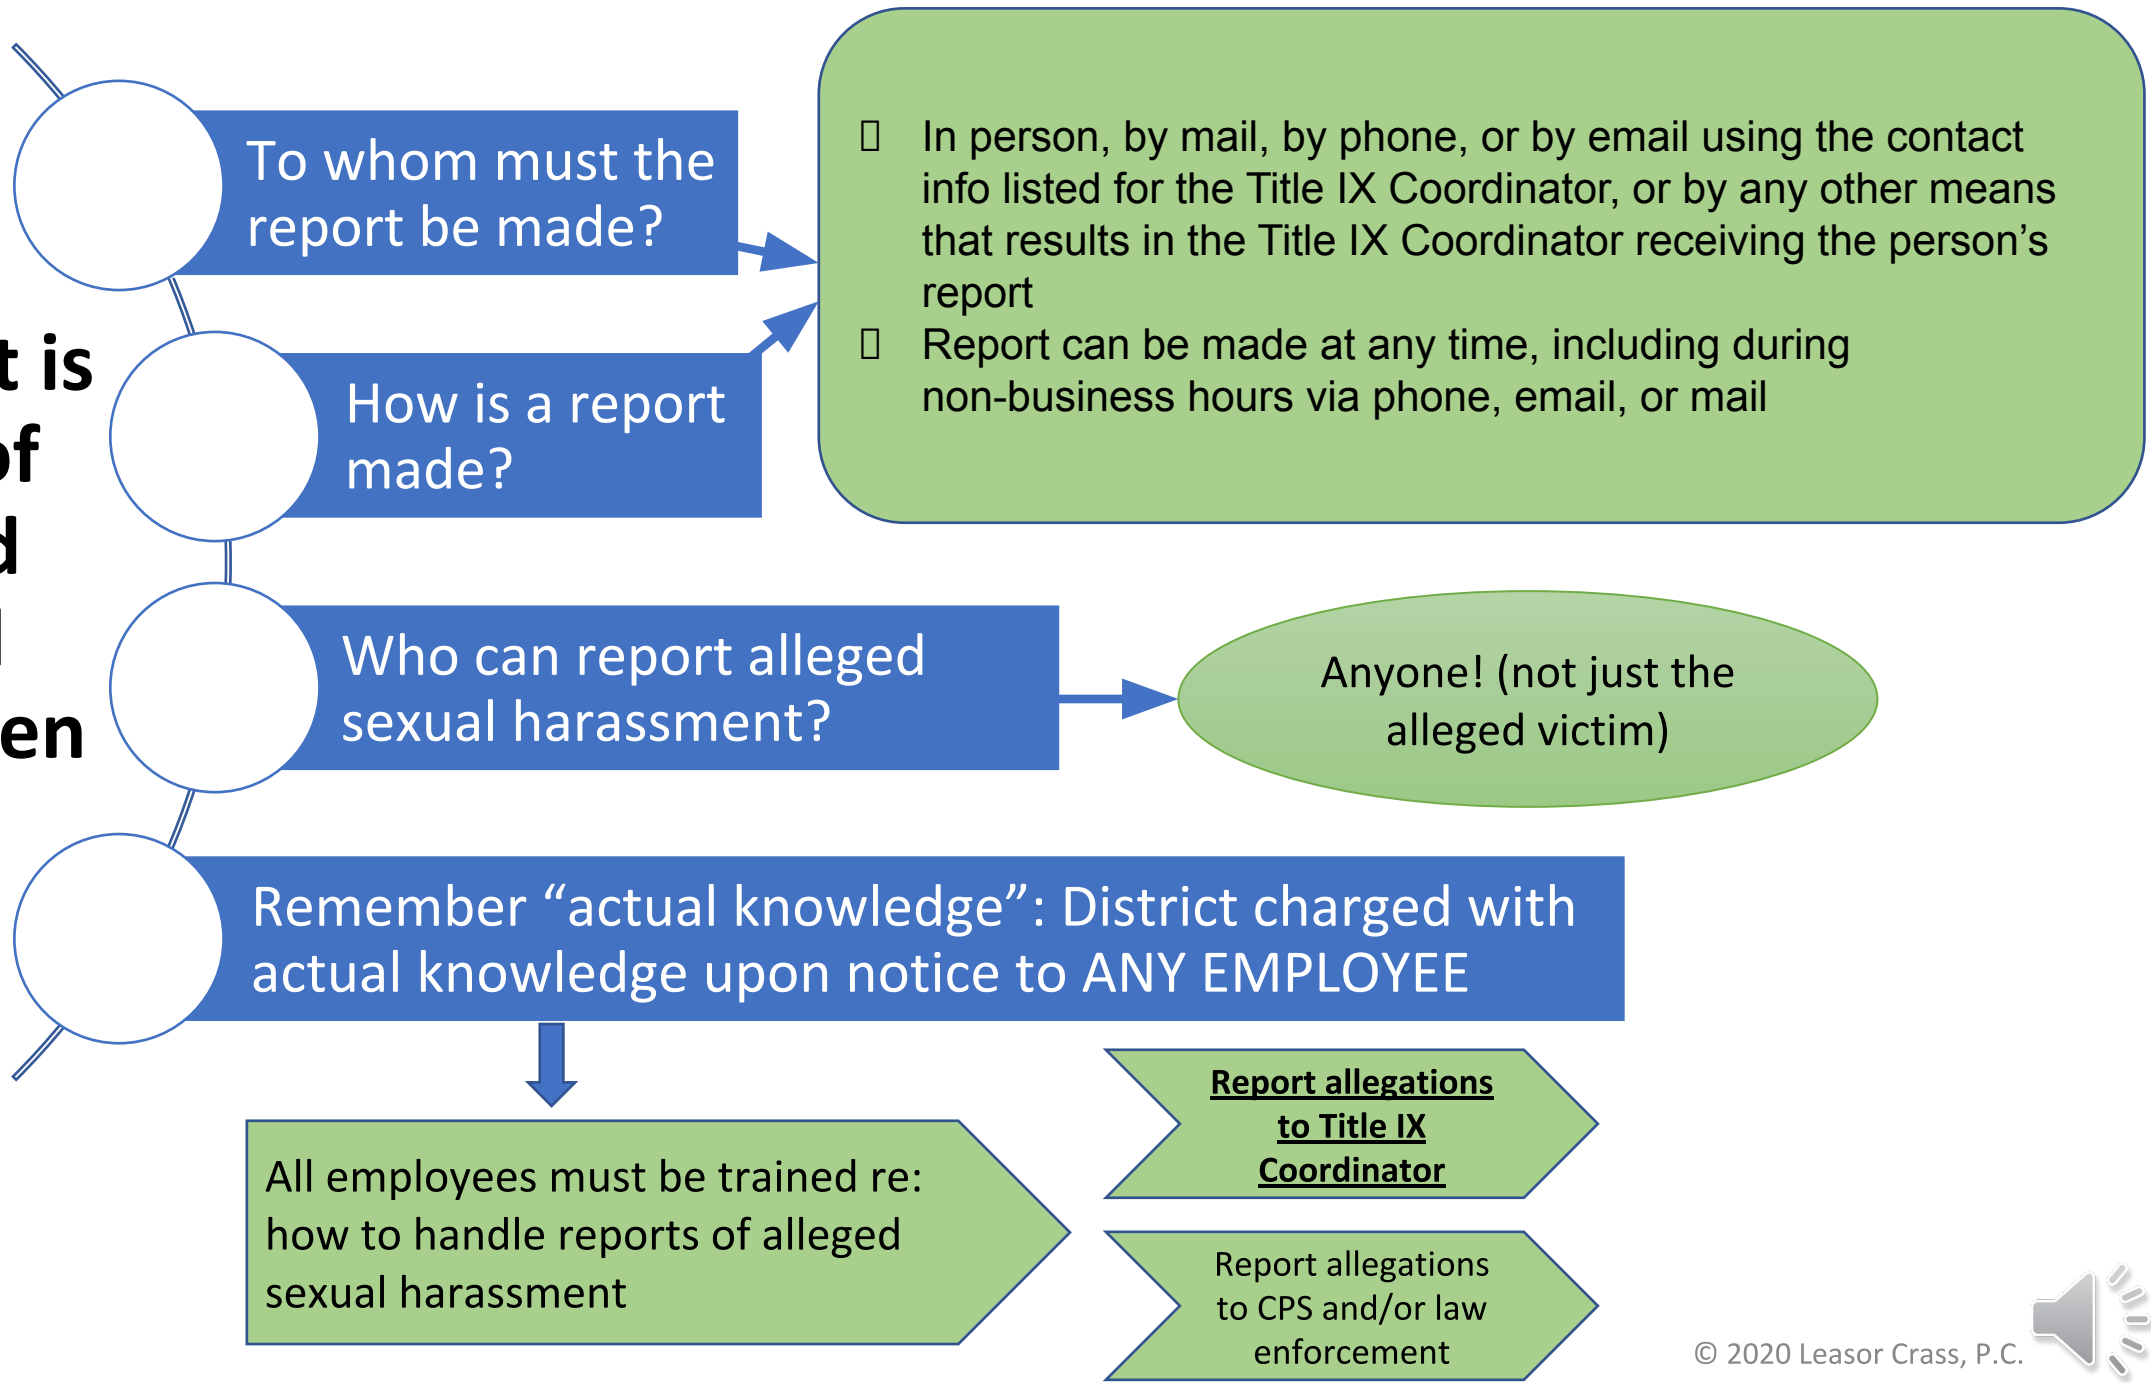 To whom must the
report be made?
In person, by mail, by phone, or by email using the contact
info listed for the Title IX Coordinator, or by any other means
that results in the Title IX Coordinator receiving the person’s
report
Report can be made at any time, including during
non-business hours via phone, email, or mail
is
of
How is a report
made?
Who can report alleged
sexual harassment?
Anyone! (not just the
alleged victim)
Remember “actual knowledge”: District charged with
actual knowledge upon notice to ANY EMPLOYEE
All employees must be trained re:
how to handle reports of alleged
sexual harassment
Report allegations
to Title IX
Coordinator
Report allegations
to CPS and/or law
enforcement
© 2020 Leasor Crass, P.C.